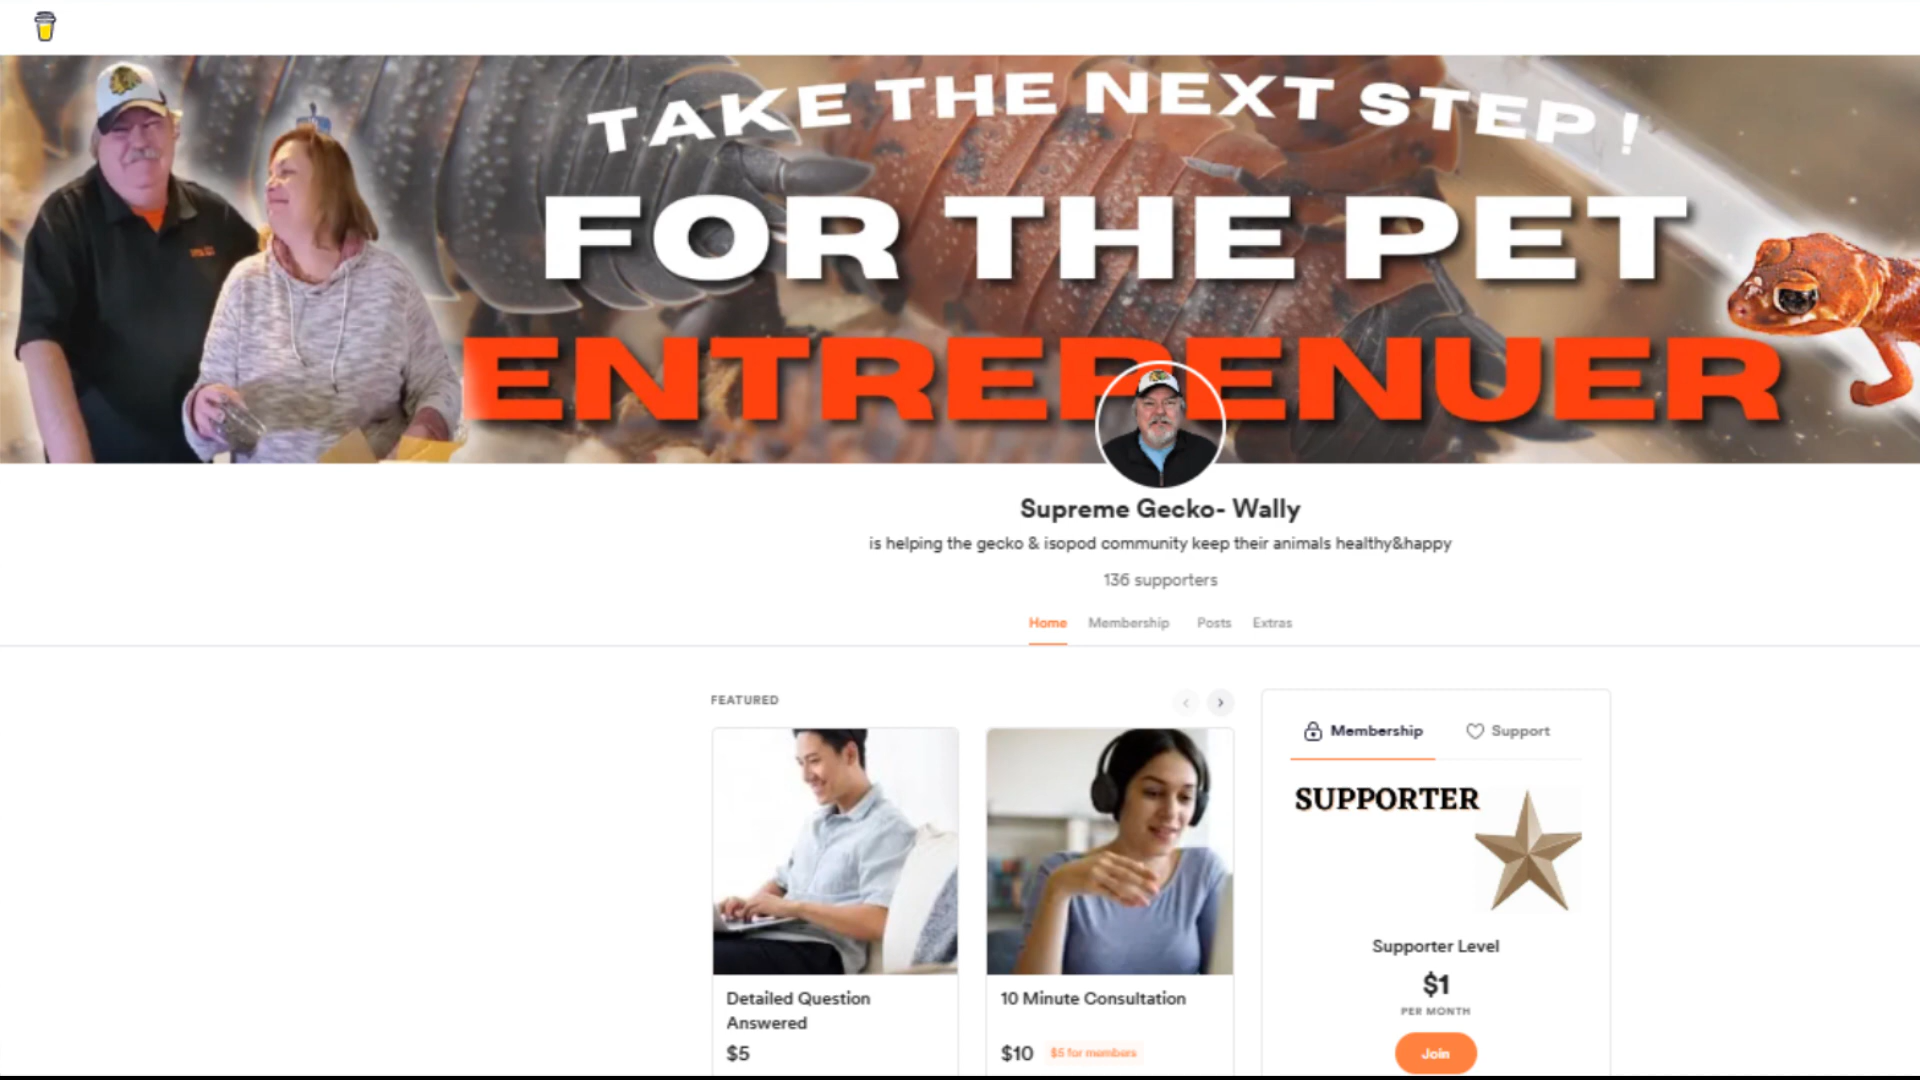 TAKE THE NEXT STEP !
FOR THE PET
ENTREPENUER
Supreme Gecko- Wally
is helping the gecko & isopod community keep their animals healthy&happy
136 supporters
Home Membership Posts Extras
FEATURED
Membership Support
SUPPORTER
Detailed Question
Answered
$5
10 Minute Consultation
$10 $5 for members
Supporter Level
$1
PER MONTH
Join